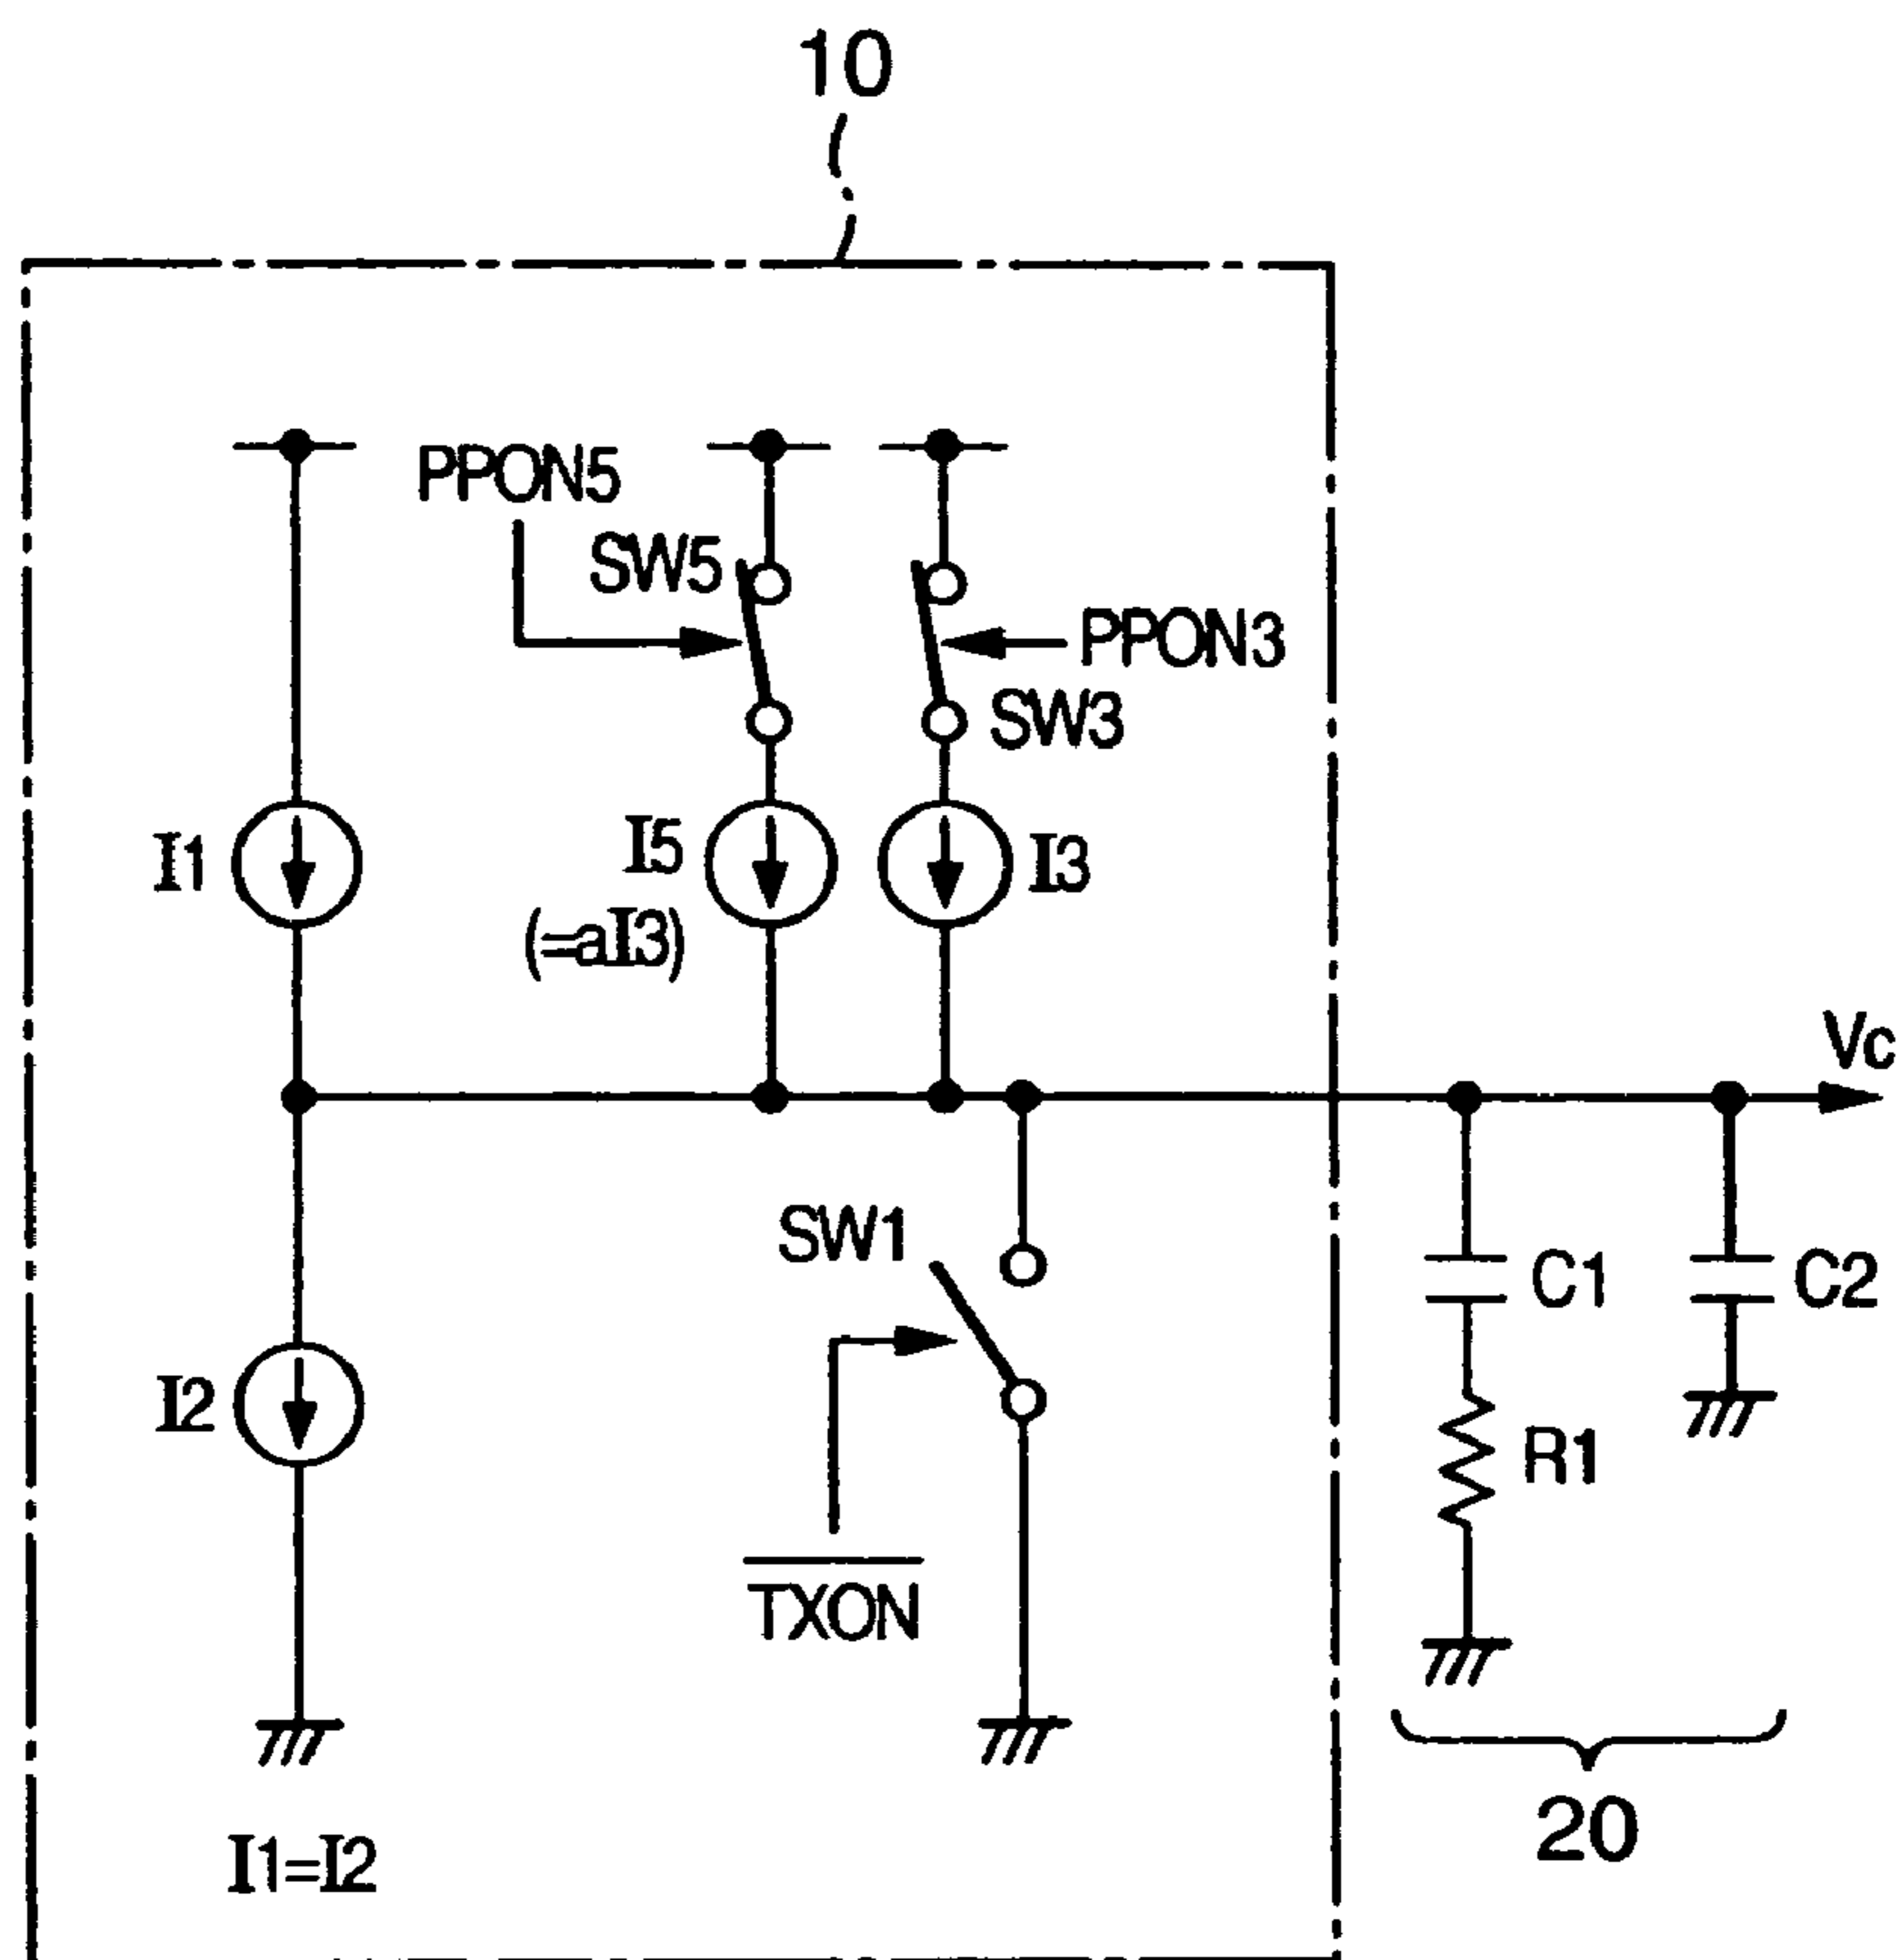 10
PPON5
SW5
PPON3
SW3
I1
I5
(=aI3)
I3
Vc
SW1
C1
C2
I2
R1
TXON
20
I1=I2